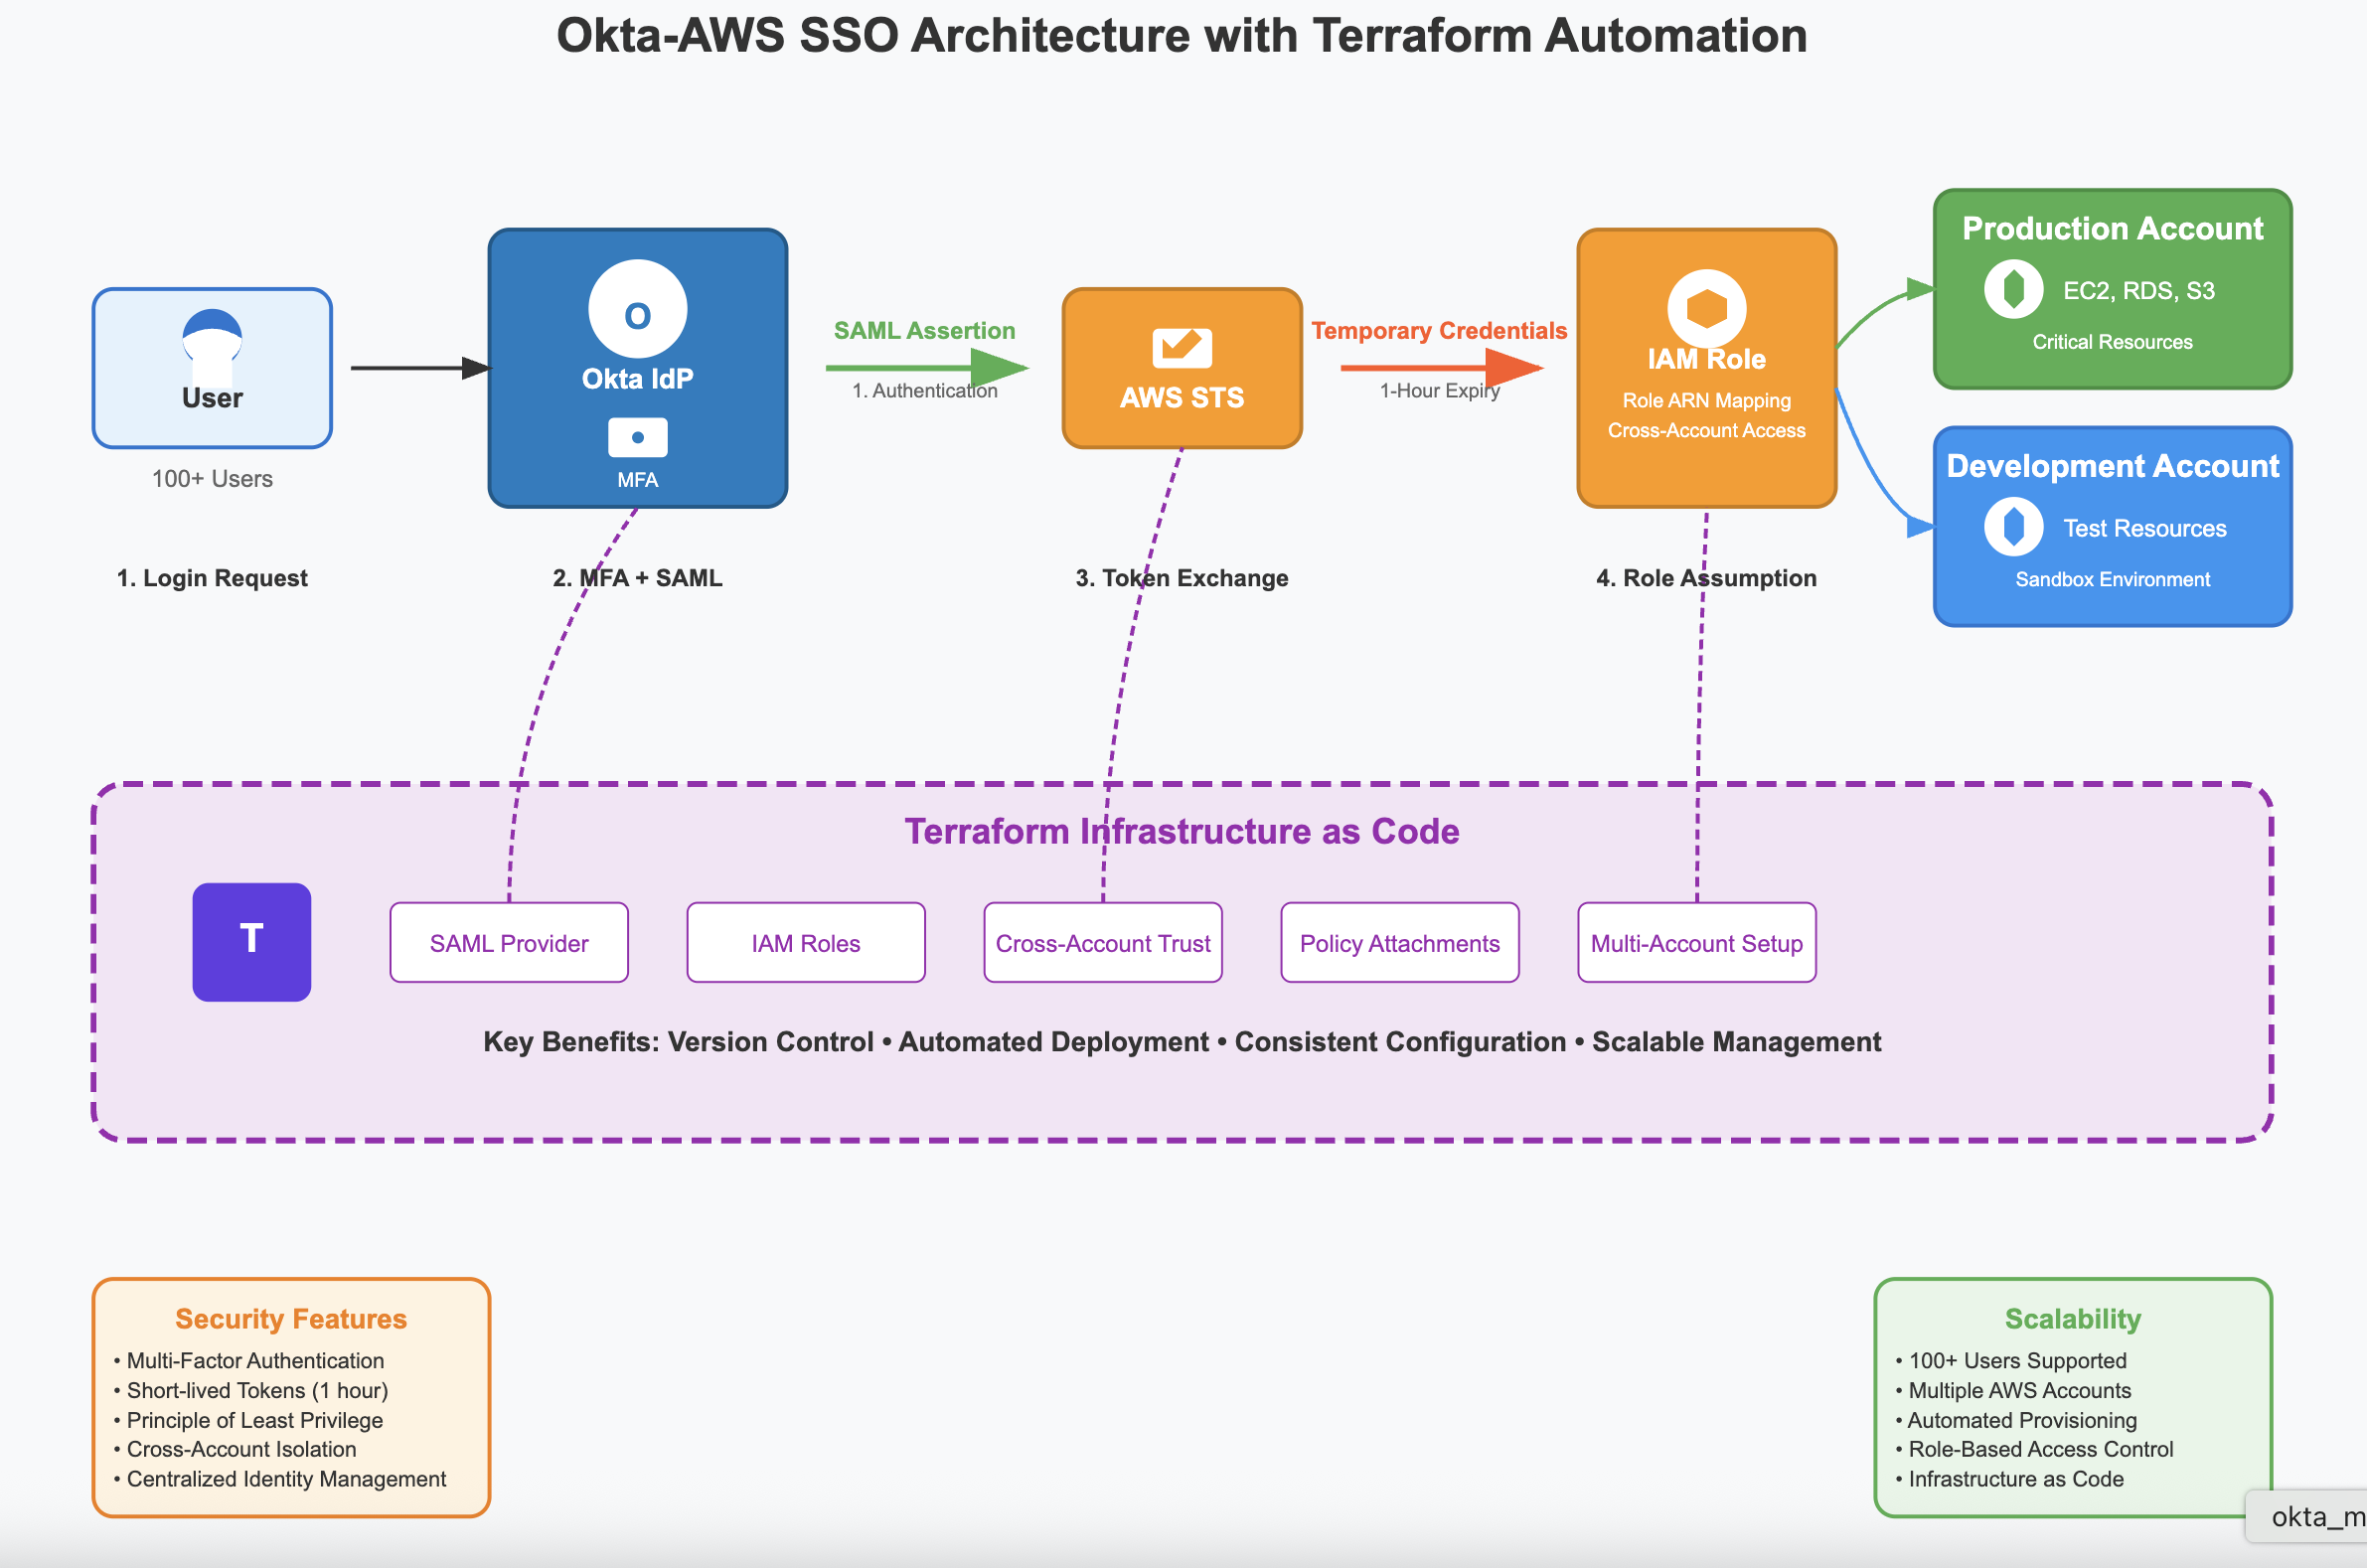 Okta-AWS SSO Architecture with Terraform Automation
User
100+ Users
O
Okta IdP
MFA
SAML Assertion
1. Authentication
AWS STS
Temporary Credentials
1-Hour Expiry
IAM Role
Role ARN Mapping
Cross-Account Access
Production Account
EC2, RDS, S3
Critical Resources
Development Account
Test Resources
Sandbox Environment
1. Login Request
2. MFA + SAML
3. Token Exchange
4. Role Assumption
Terraform Infrastructure as Code
T
SAML Provider
IAM Roles
Cross-Account Trust
Policy Attachments
Multi-Account Setup
Key Benefits: Version Control • Automated Deployment • Consistent Configuration • Scalable Management
Security Features
• Multi-Factor Authentication
• Short-lived Tokens (1 hour)
• Principle of Least Privilege
• Cross-Account Isolation
• Centralized Identity Management
Scalability
• 100+ Users Supported
• Multiple AWS Accounts
• Automated Provisioning
• Role-Based Access Control
• Infrastructure as Code
okta_m